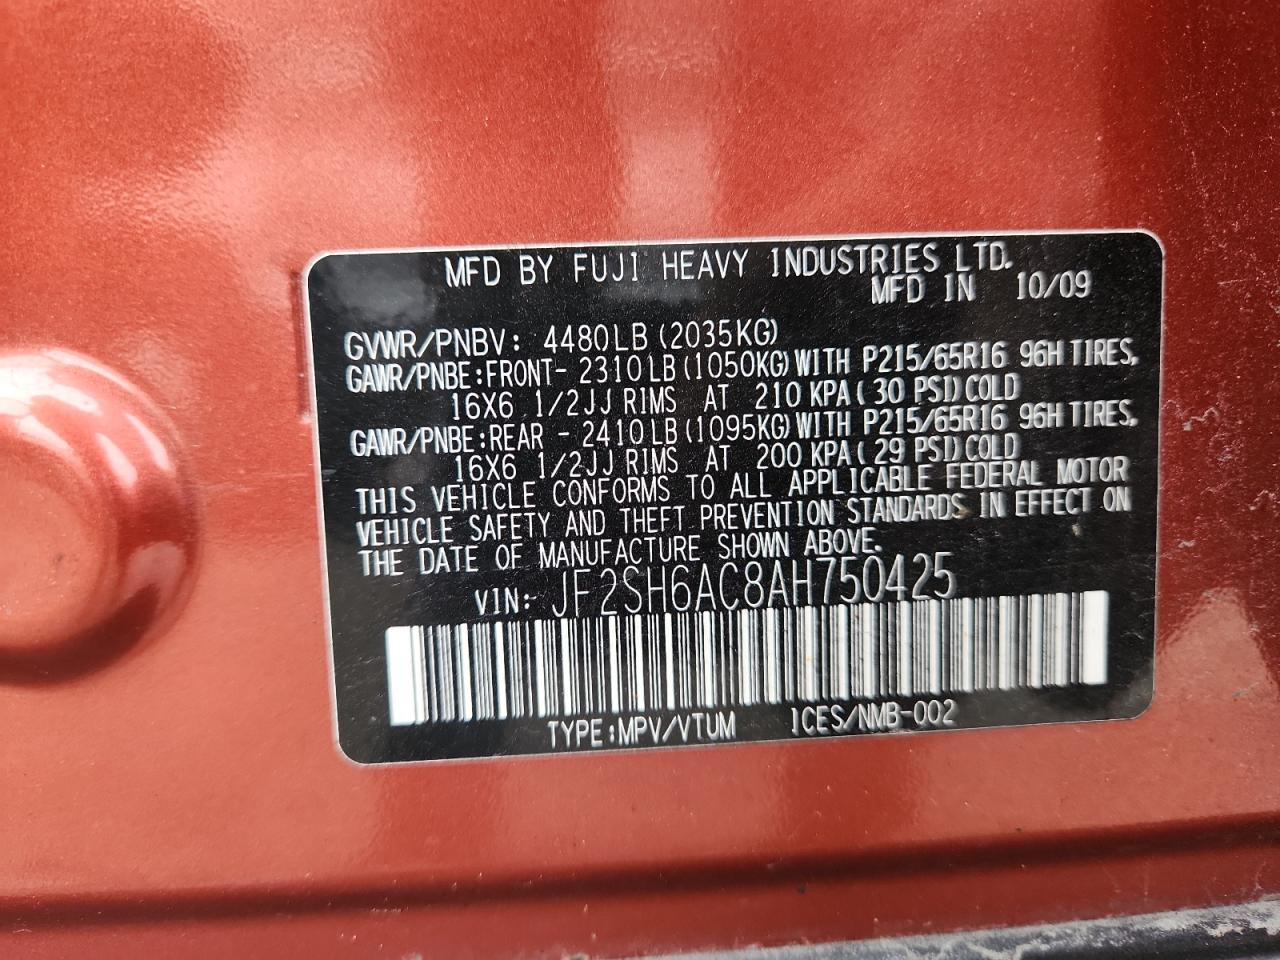 MFD BY FUJI HEAVY INDUSTRIES LTD.
MFD IN 10/09
GVWR/PNBV: 4480LB (2035KG)
GAWR/PNBE:FRONT- 2310LB (1050KG) WITH P215/65R16 96H TIRES,
16X6 1/2JJ RIMS AT 210 KPA (30 PSI) COLD
GAWR/PNBE:REAR - 2410LB (1095KG) WITH P215/65R16 96H TIRES,
16X6 1/2JJ RIMS AT 200 KPA (29 PSI) COLD
THIS VEHICLE CONFORMS TO ALL APPLICABLE FEDERAL MOTOR
VEHICLE SAFETY AND THEFT PREVENTION STANDARDS IN EFFECT ON
THE DATE OF MANUFACTURE SHOWN ABOVE.
VIN: JF2SH6AC8AH750425
TYPE:MPV/VTUM ICES/NMB-002